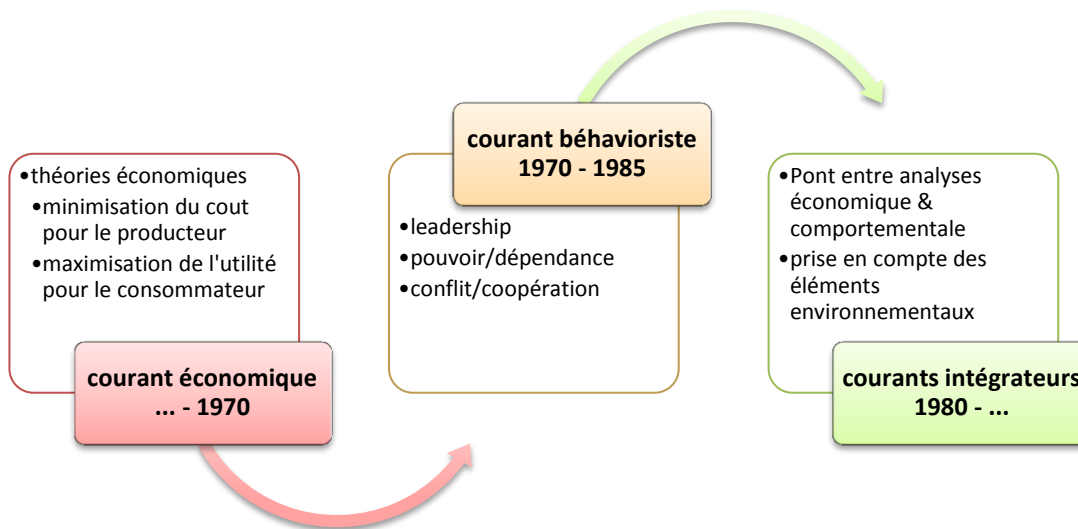 •théories économiques
•minimisation du cout
pour le producteur
•maximisation de l'utilité
pour le consommateur
courant économique
... - 1970
courant béhavioriste
1970 - 1985
•leadership
•pouvoir/dépendance
•conflit/coopération
•Pont entre analyses
économique &
comportementale
•prise en compte des
éléments
environnementaux
courants intégrateurs
1980 - ...